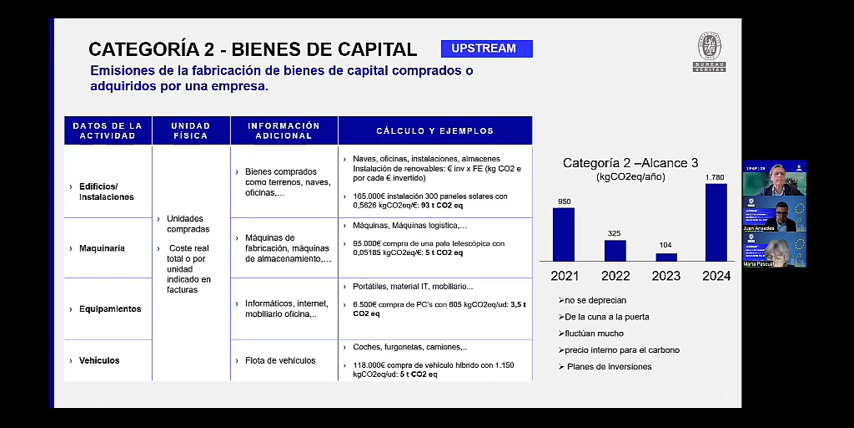 CATEGORÍA 2 - BIENES DE CAPITAL
UPSTREAM
BUREAU
VERITAS
Emisiones de la fabricación de bienes de capital comprados o
adquiridos por una empresa.
DATOS DE LA
ACTIVIDAD
UNIDAD
FÍSICA
INFORMACIÓN
ADICIONAL
CÁLCULO Y EJEMPLOS
› Edificios/
Instalaciones
› Unidades
compradas
› Coste real
total o por
unidad
indicado en
facturas
› Bienes comprados
como terrenos, naves,
oficinas,...
› Naves, oficinas, instalaciones, almacenes
Instalación de renovables: € inv x FE (kg CO2 e
por cada € invertido)
› 165.000€ instalación 300 paneles solares con
0,5626 kgCO2eq/€: 93 t CO2 eq
› Maquinaria
› Máquinas de
fabricación, máquinas
de almacenamiento,...
› Máquinas, Máquinas logística,...
› 95.000€ compra de una pala telescópica con
0,05185 kgCO2eq/€: 5 t CO2 eq
› Equipamientos
› Informáticos, internet,
mobiliario oficina,..
› Portátiles, material IT, mobiliario...
› 6.500€ compra de PC's con 605 kgCO2eq/ud: 3,5 t
CO2 eq
› Vehículos
› Flota de vehículos
› Coches, furgonetas, camiones,..
› 118.000€ compra de vehículo híbrido con 1.150
kgCO2eq/ud: 5 t CO2 eq
Categoría 2 –Alcance 3
(kgCO2eq/año)
950
325
104
1.780
2021
2022
2023
2024
➢no se deprecian
➢De la cuna a la puerta
➢fluctúan mucho
➢precio interno para el carbono
➢ Planes de inversiones